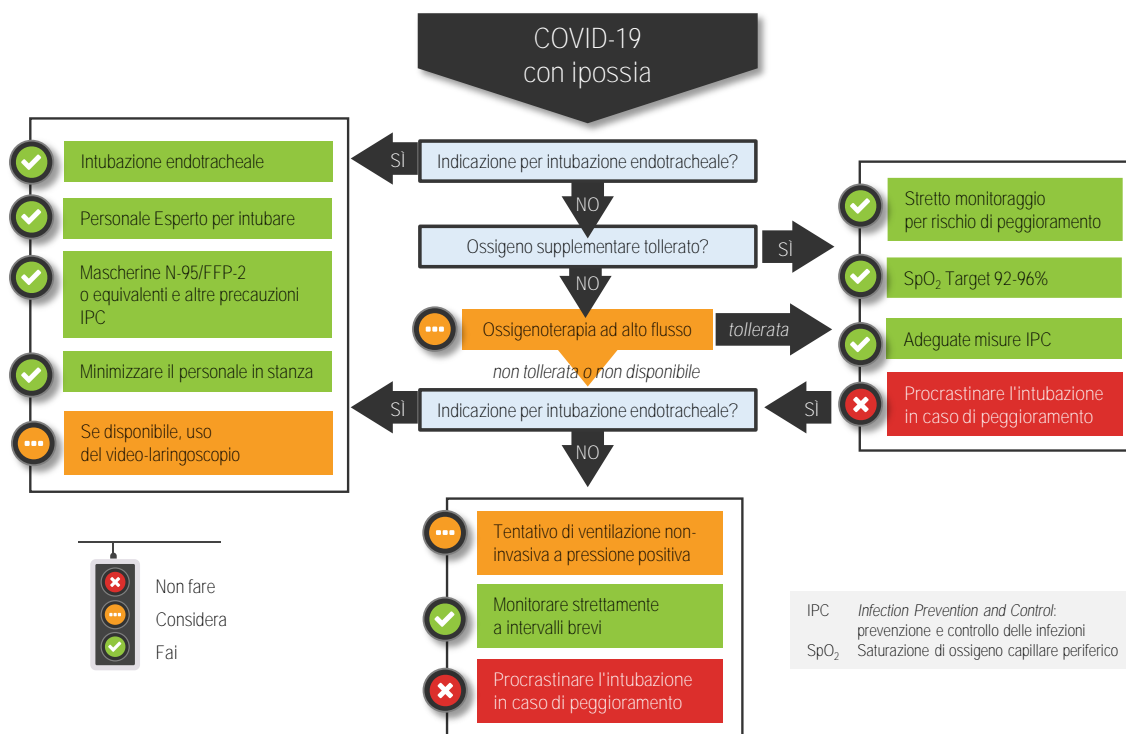 COVID-19
con ipossia
Indicazione per intubazione endotracheale?
SÌ
NO
Intubazione endotracheale
Personale Esperto per intubare
Mascherine N-95/FFP-2
o equivalenti e altre precauzioni
IPC
Minimizzare il personale in stanza
Se disponibile, uso
del video-laringoscopio
Ossigeno supplementare tollerato?
SÌ
NO
Stretto monitoraggio
per rischio di peggioramento
SpO₂ Target 92-96%
Adeguate misure IPC
Procrastinare l'intubazione
in caso di peggioramento
Ossigenoterapia ad alto flusso
tollerata
non tollerata o non disponibile
Indicazione per intubazione endotracheale?
SÌ
SÌ
NO
Tentativo di ventilazione non-
invasiva a pressione positiva
Monitorare strettamente
a intervalli brevi
Procrastinare l'intubazione
in caso di peggioramento
Non fare
Considera
Fai
IPC Infection Prevention and Control:
prevenzione e controllo delle infezioni
SpO₂ Saturazione di ossigeno capillare periferico